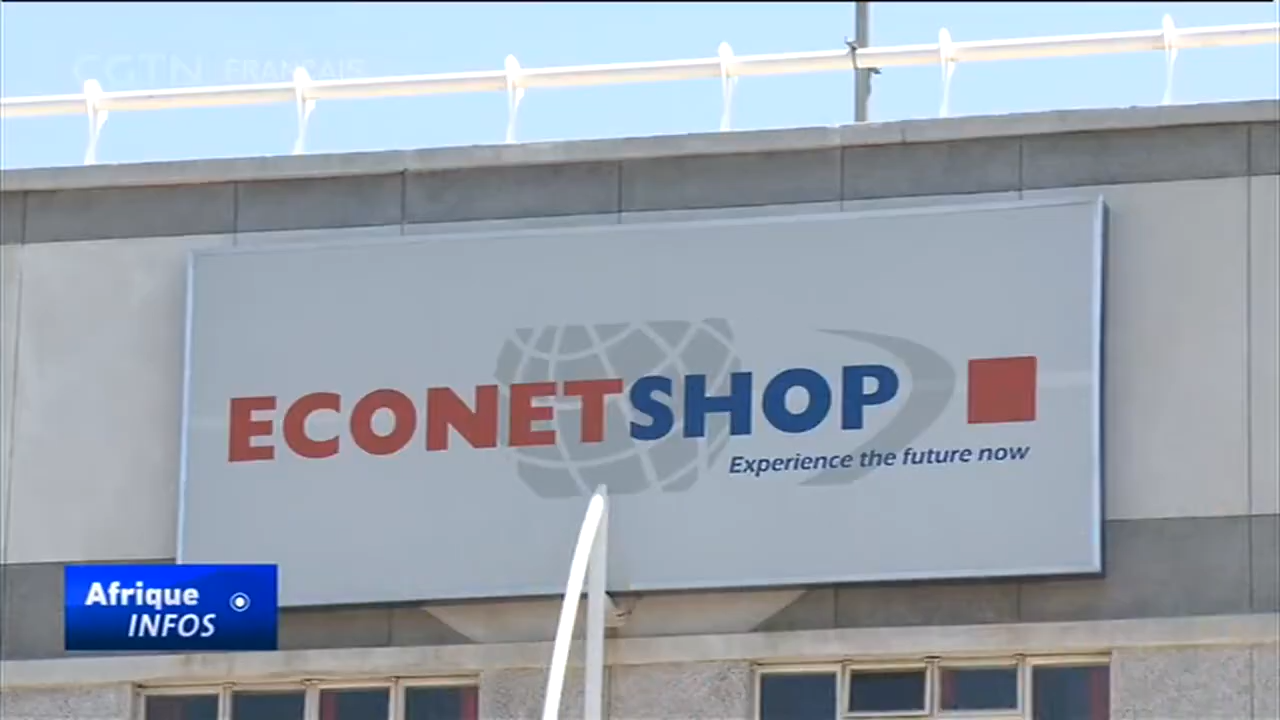 CGTN FRANÇAIS
ECONETSHOP
Experience the future now
Afrique
INFOS